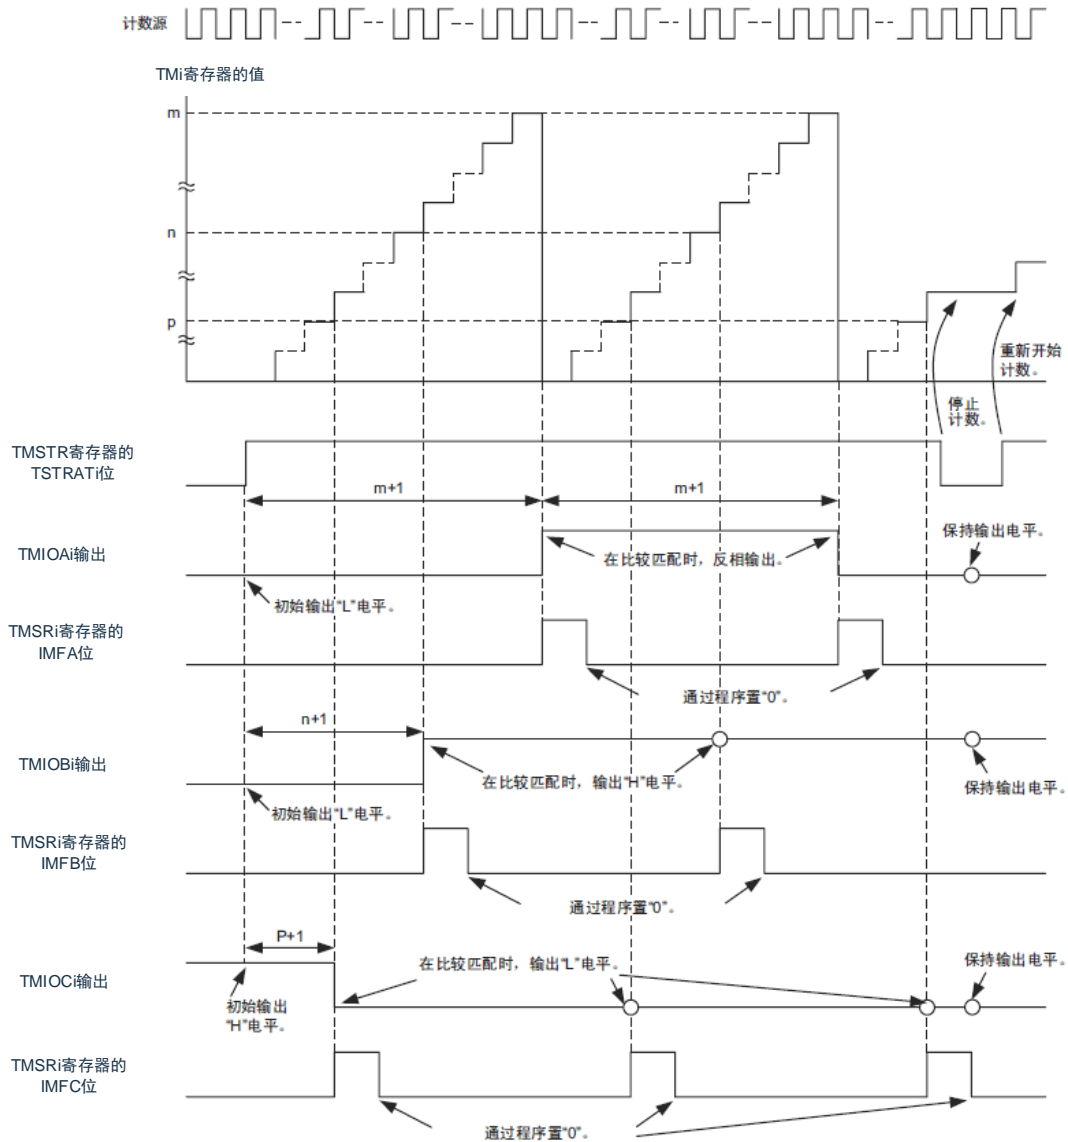 计数源
TMi寄存器的值
m
n
p
重新开始
计数。
停止
计数。
TMSTR寄存器的
TSTRATi位
m+1
m+1
TMIOAi输出
在比较匹配时，反相输出。
保持输出电平。
初始输出“L”电平。
TMSRi寄存器的
IMFA位
通过程序置“0”。
n+1
TMIOBi输出
在比较匹配时，输出“H”电平。
保持输出电平。
初始输出“L”电平。
TMSRi寄存器的
IMFB位
通过程序置“0”。
P+1
TMIOCi输出
在比较匹配时，输出“L”电平。
保持输出电平。
初始输出
“H”电平。
TMSRi寄存器的
IMFC位
通过程序置“0”。